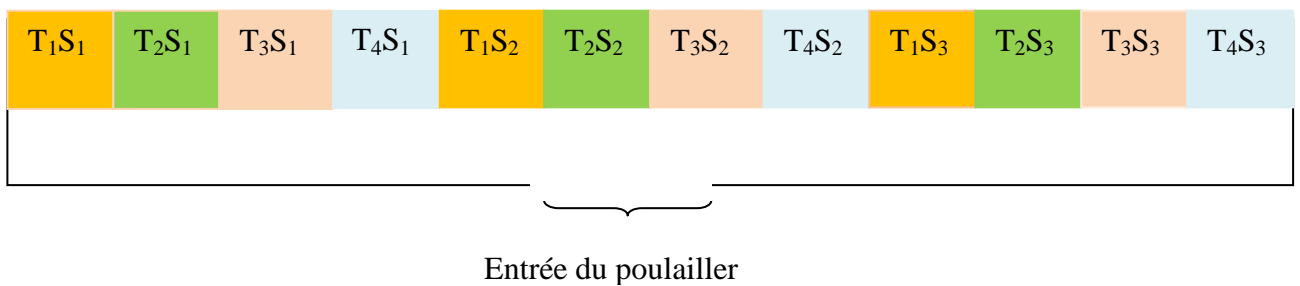 T₁S₁ T₂S₁ T₃S₁ T₄S₁ T₁S₂ T₂S₂ T₃S₂ T₄S₂ T₁S₃ T₂S₃ T₃S₃ T₄S₃
Entrée du poulailler